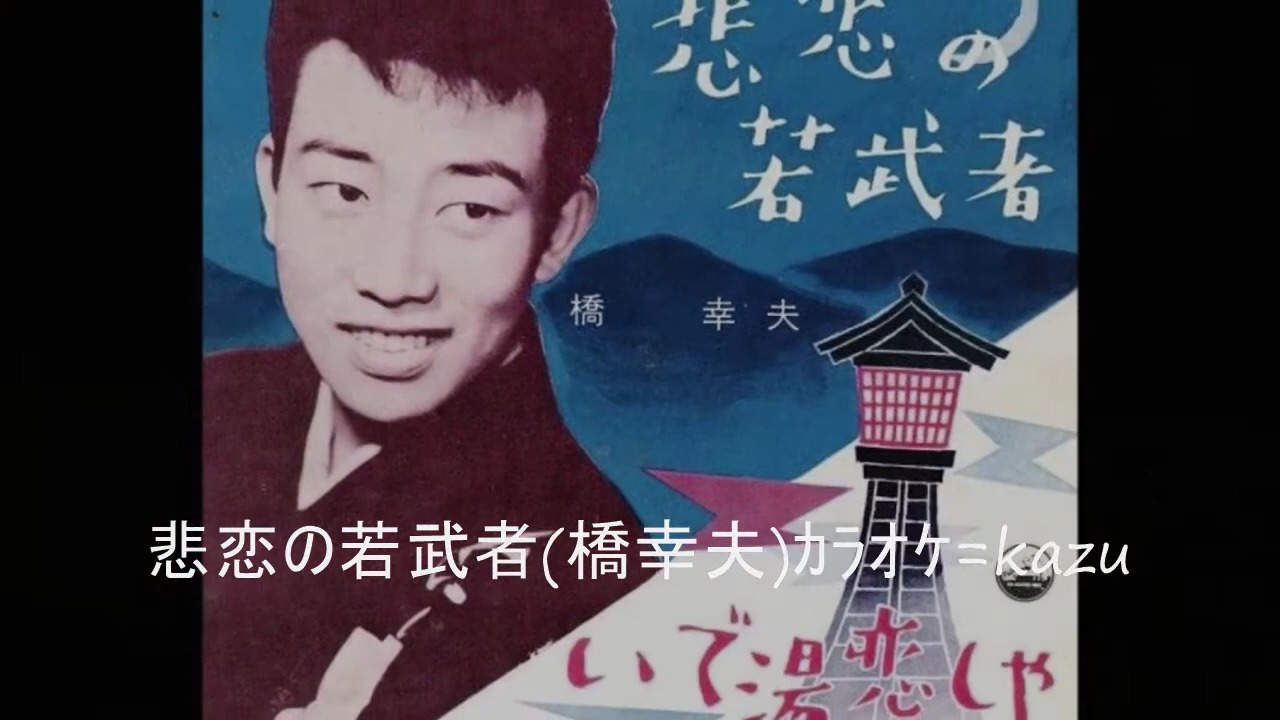 悲恋の
若武者
橋 幸夫
悲恋の若武者(橋幸夫)ｶﾗｵｹ=kazu
いで湯恋しや